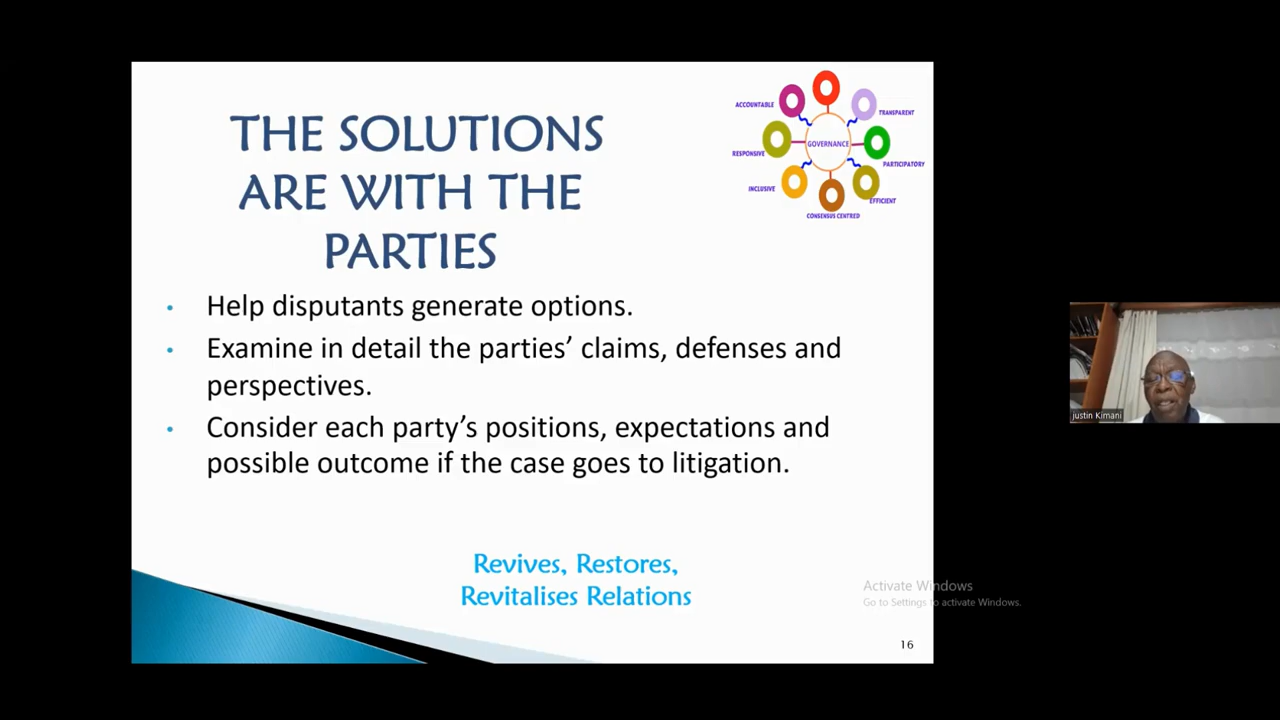 THE SOLUTIONS
ARE WITH THE
PARTIES
ACCOUNTABLE
TRANSPARENT
GOVERNANCE
RESPONSIVE
PARTICIPATORY
INCLUSIVE
EFFICIENT
CONSENSUS CENTRED
• Help disputants generate options.
• Examine in detail the parties’ claims, defenses and
perspectives.
• Consider each party’s positions, expectations and
possible outcome if the case goes to litigation.
Revives, Restores,
Revitalises Relations
16
justin Kimani
Activate Windows
Go to Settings to activate Windows.